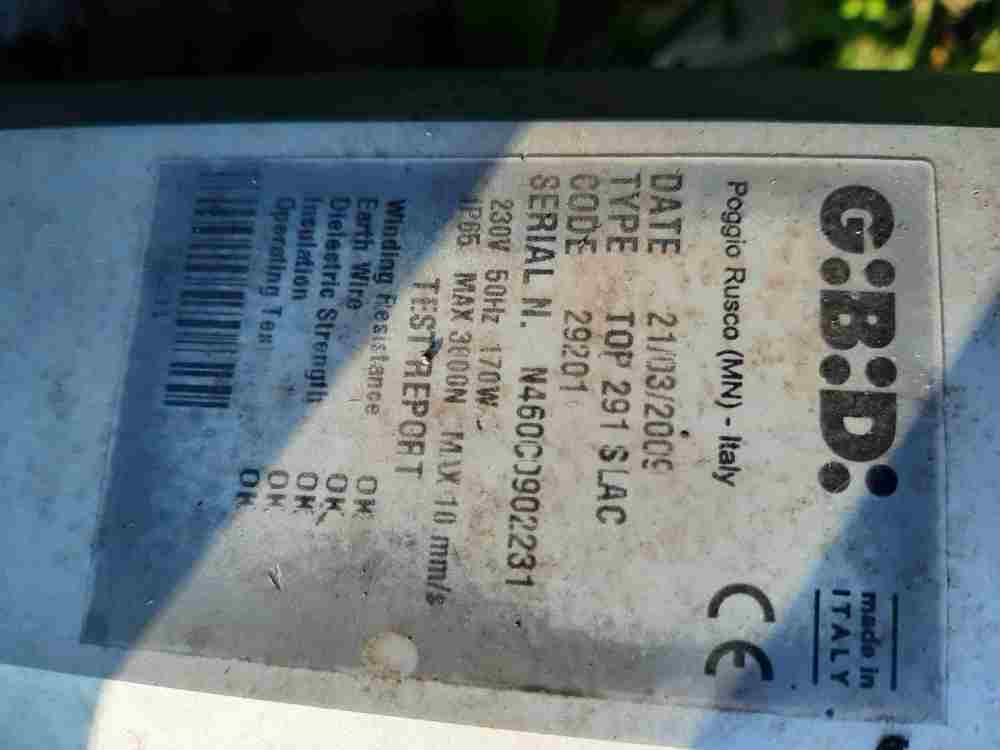 G:B:D:
made in
ITALY
Poggio Rusco (MN) - Italy
CE
DATE 21/03/2009
TYPE TOP 291 SLAC
CODE 29201
SERIAL N. N4600902231
230V 50Hz 170W
IP65 MAX 3000N MAX 10 mm/s
TEST REPORT
Winding Resistance OK
Earth Wire OK
Dielectric Strength OK
Insulation OK
Operating Test OK